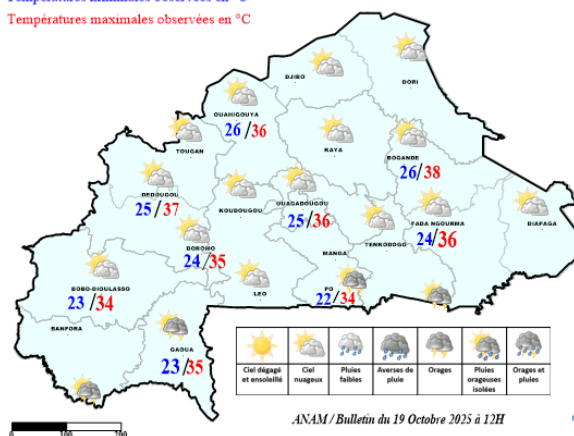 Températures maximales observées en °C
DJIBO
DORI
OUAHIGOUYA
26/36
TOUGAN
KAYA
BOGANDE
26/38
DEDOUGOU
25/37
KOUDOUGOU
OUAGADOUGOU
25/36
FADA NGOURMA
24/36
DIAPAGA
TENKODOGO
BOROMO
24/35
MANGA
BOBO-DIOULASSO
23/34
LEO
PO
22/34
BANFORA
GAOUA
23/35
Ciel dégagé et ensoleillé
Ciel nuageux
Pluies faibles
Averses de pluie
Orages
Pluies orageuses isolées
Orages et pluies
0 100 200
ANAM / Bulletin du 19 Octobre 2025 à 12H